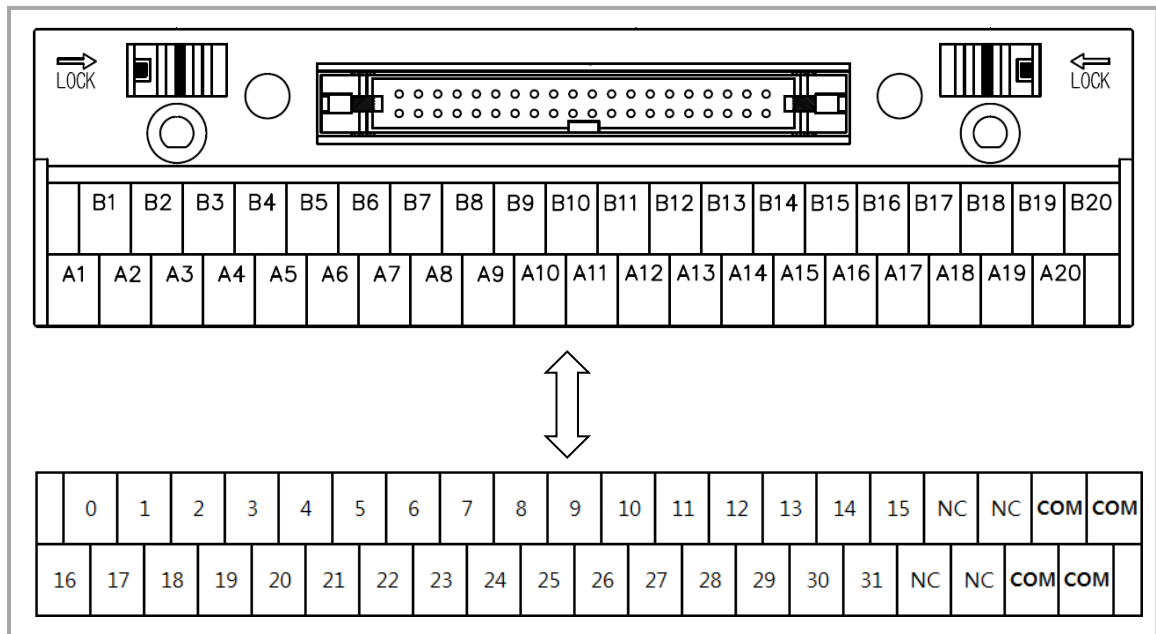 LOCK LOCK
B1 B2 B3 B4 B5 B6 B7 B8 B9 B10 B11 B12 B13 B14 B15 B16 B17 B18 B19 B20
A1 A2 A3 A4 A5 A6 A7 A8 A9 A10 A11 A12 A13 A14 A15 A16 A17 A18 A19 A20
0 1 2 3 4 5 6 7 8 9 10 11 12 13 14 15 NC NC COM COM
16 17 18 19 20 21 22 23 24 25 26 27 28 29 30 31 NC NC COM COM